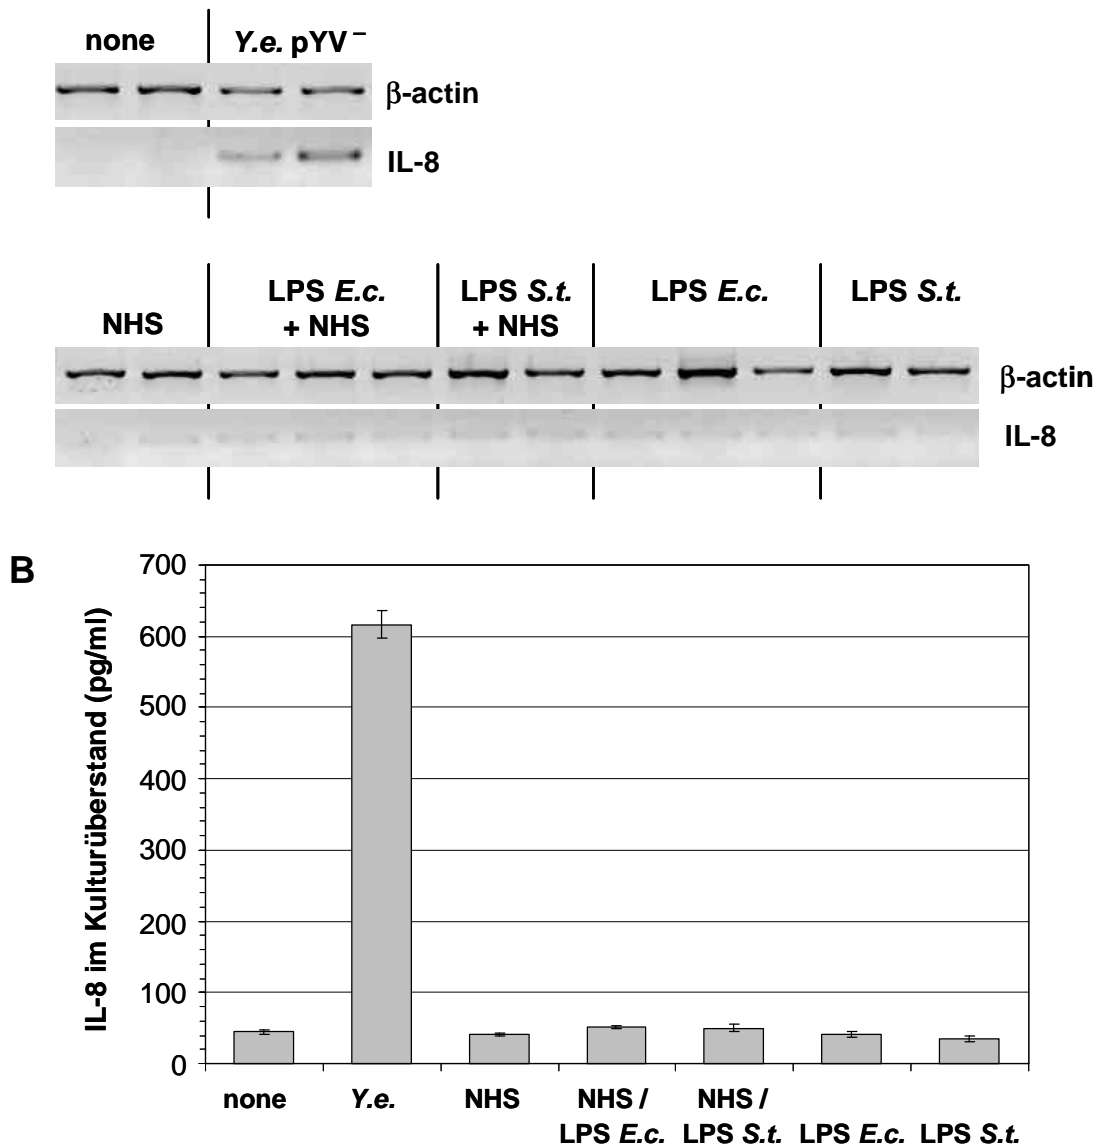 none Y.e. pYV –
β-actin
IL-8
LPS E.c. LPS S.t. LPS E.c. LPS S.t.
NHS + NHS + NHS
β-actin
IL-8
B
IL-8 im Kulturüberstand (pg/ml)
700
600
500
400
300
200
100
0
none Y.e. NHS NHS / NHS /
LPS E.c. LPS S.t. LPS E.c. LPS S.t.